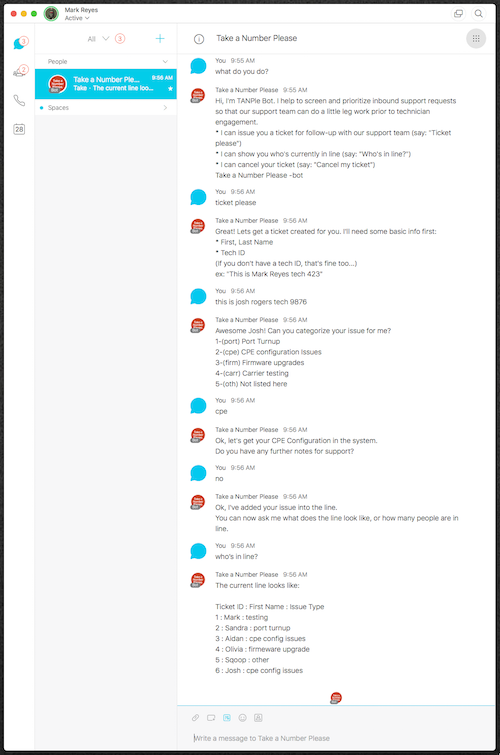 Mark Reyes
Active
3
All
3
Take a Number Please
2
28
People
Take a Number Ple...
9:56 AM
Take - The current line loo...
Spaces
You 9:55 AM
what do you do?
Take a Number Please 9:55 AM
Hi, I'm TANPle Bot. I help to screen and prioritize inbound support requests
so that our support team can do a little leg work prior to technician
engagement.
* I can issue you a ticket for follow-up with our support team (say: "Ticket
please")
* I can show you who's currently in line (say: "Who's in line?")
* I can cancel your ticket (say: "Cancel my ticket")
Take a Number Please -bot
You 9:56 AM
ticket please
Take a Number Please 9:56 AM
Great! Lets get a ticket created for you. I'll need some basic info first:
* First, Last Name
* Tech ID
(if you don't have a tech ID, that's fine too...)
ex: "This is Mark Reyes tech 423"
You 9:56 AM
this is josh rogers tech 9876
Take a Number Please 9:56 AM
Awesome Josh! Can you categorize your issue for me?
1-(port) Port Turnup
2-(cpe) CPE configuration Issues
3-(firm) Firmware upgrades
4-(carr) Carrier testing
5-(oth) Not listed here
You 9:56 AM
cpe
Take a Number Please 9:56 AM
Ok, let's get your CPE Configuration in the system.
Do you have any further notes for support?
You 9:56 AM
no
Take a Number Please 9:56 AM
Ok, I've added your issue into the line.
You can now ask me what does the line look like, or how many people are in
line.
You 9:56 AM
who's in line?
Take a Number Please 9:56 AM
The current line looks like:
Ticket ID : First Name : Issue Type
1 : Mark : testing
2 : Sandra : port turnup
3 : Aidan : cpe config issues
4 : Olivia : firmeware upgrade
5 : Sqoop : other
6 : Josh : cpe config issues
Write a message to Take a Number Please